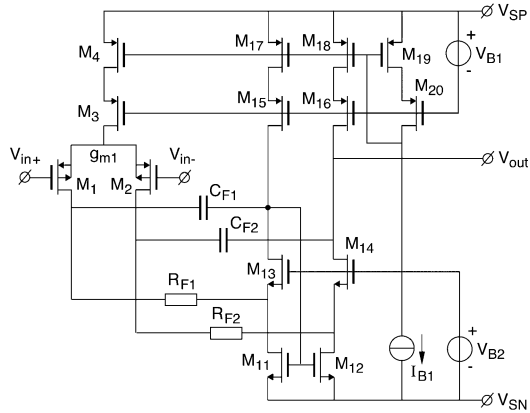 V_SP
M_4
M_17
M_18
M_19
+
V_B1
-
M_3
M_15
M_16
M_20
V_in+
g_m1
V_in-
V_out
M_1
M_2
C_F1
C_F2
M_14
M_13
R_F1
R_F2
+
V_B2
-
I_B1
M_11
M_12
V_SN